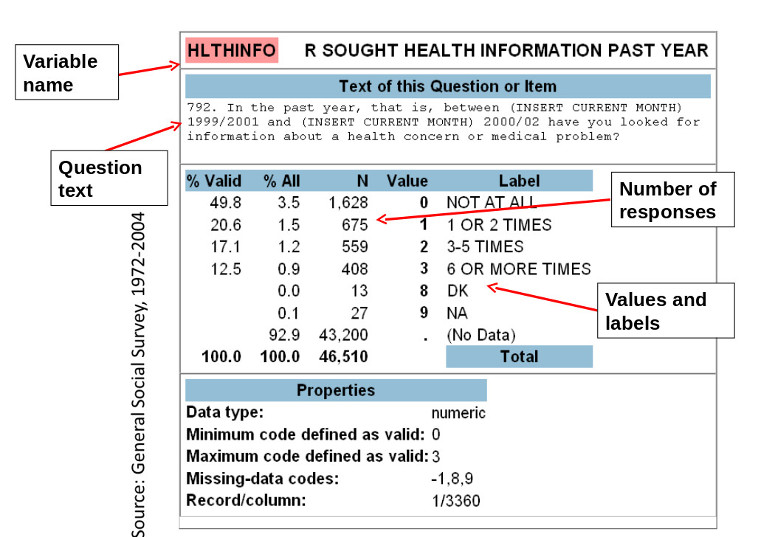 Variable
name
HLTHINFO R SOUGHT HEALTH INFORMATION PAST YEAR
Text of this Question or Item
792. In the past year, that is, between (INSERT CURRENT MONTH)
1999/2001 and (INSERT CURRENT MONTH) 2000/02 have you looked for
information about a health concern or medical problem?
Question
text
% Valid % All N Value Label
49.8 3.5 1,628 0 NOT AT ALL
20.6 1.5 675 1 1 OR 2 TIMES
17.1 1.2 559 2 3-5 TIMES
12.5 0.9 408 3 6 OR MORE TIMES
0.0 13 8 DK
0.1 27 9 NA
92.9 43,200 . (No Data)
100.0 100.0 46,510 Total
Number of
responses
Values and
labels
Properties
Data type: numeric
Minimum code defined as valid: 0
Maximum code defined as valid: 3
Missing-data codes: -1,8,9
Record/column: 1/3360
Source: General Social Survey, 1972-2004